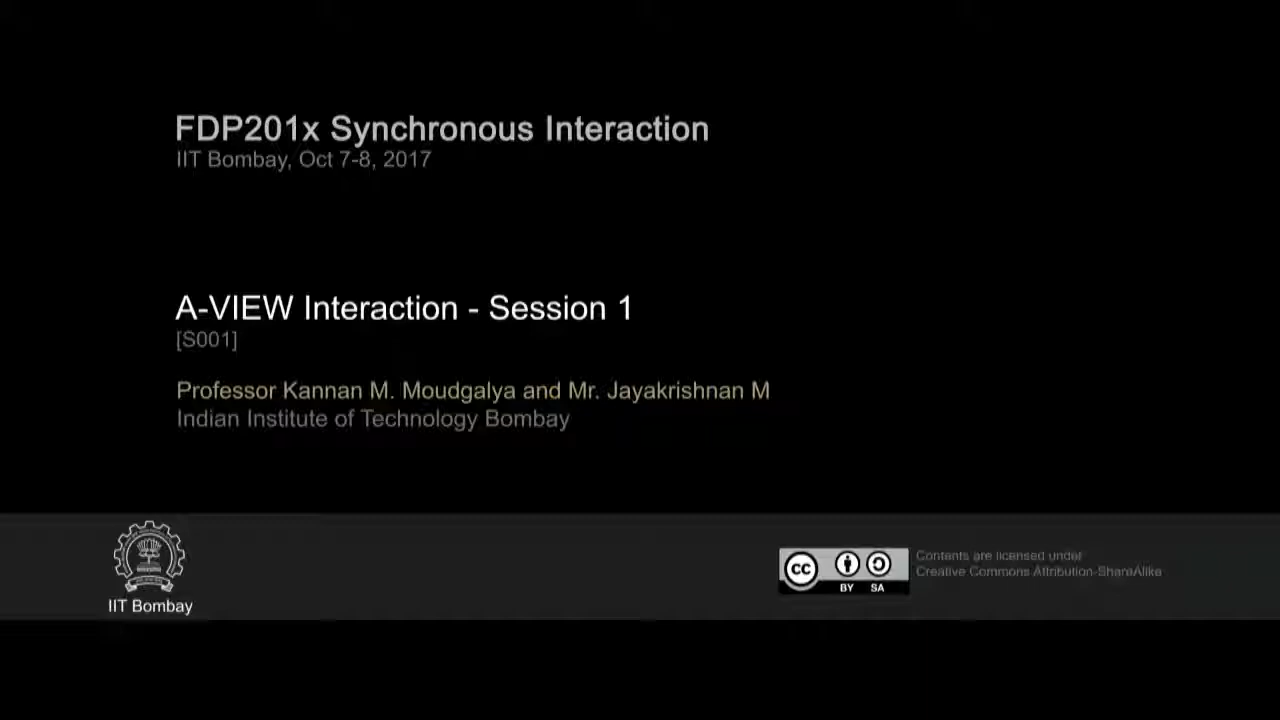 FDP201x Synchronous Interaction
IIT Bombay, Oct 7-8, 2017
A-VIEW Interaction - Session 1
[S001]
Professor Kannan M. Moudgalya and Mr. Jayakrishnan M
Indian Institute of Technology Bombay
IIT Bombay
cc
BY SA
Contents are licensed under
Creative Commons Attribution-ShareAlike